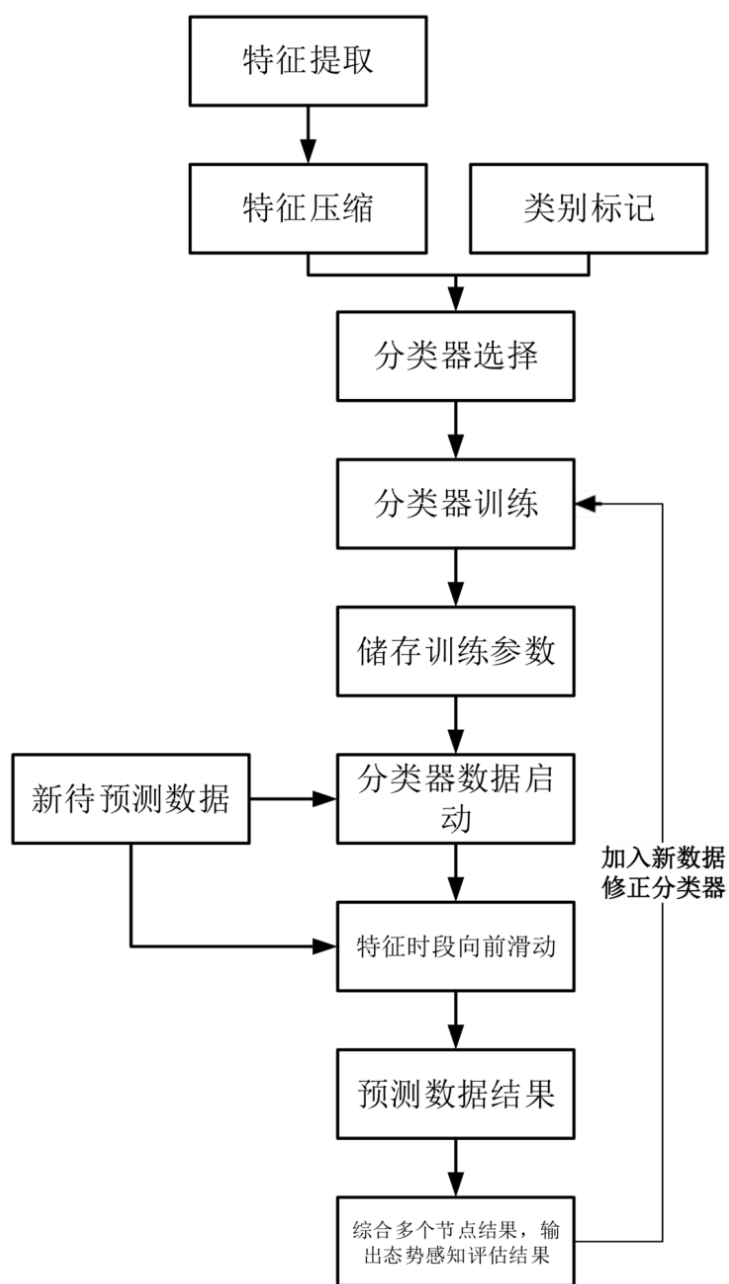 特征提取
特征压缩
类别标记
分类器选择
分类器训练
储存训练参数
新待预测数据
分类器数据启
动
加入新数据
修正分类器
特征时段向前滑动
预测数据结果
综合多个节点结果，输
出态势感知评估结果